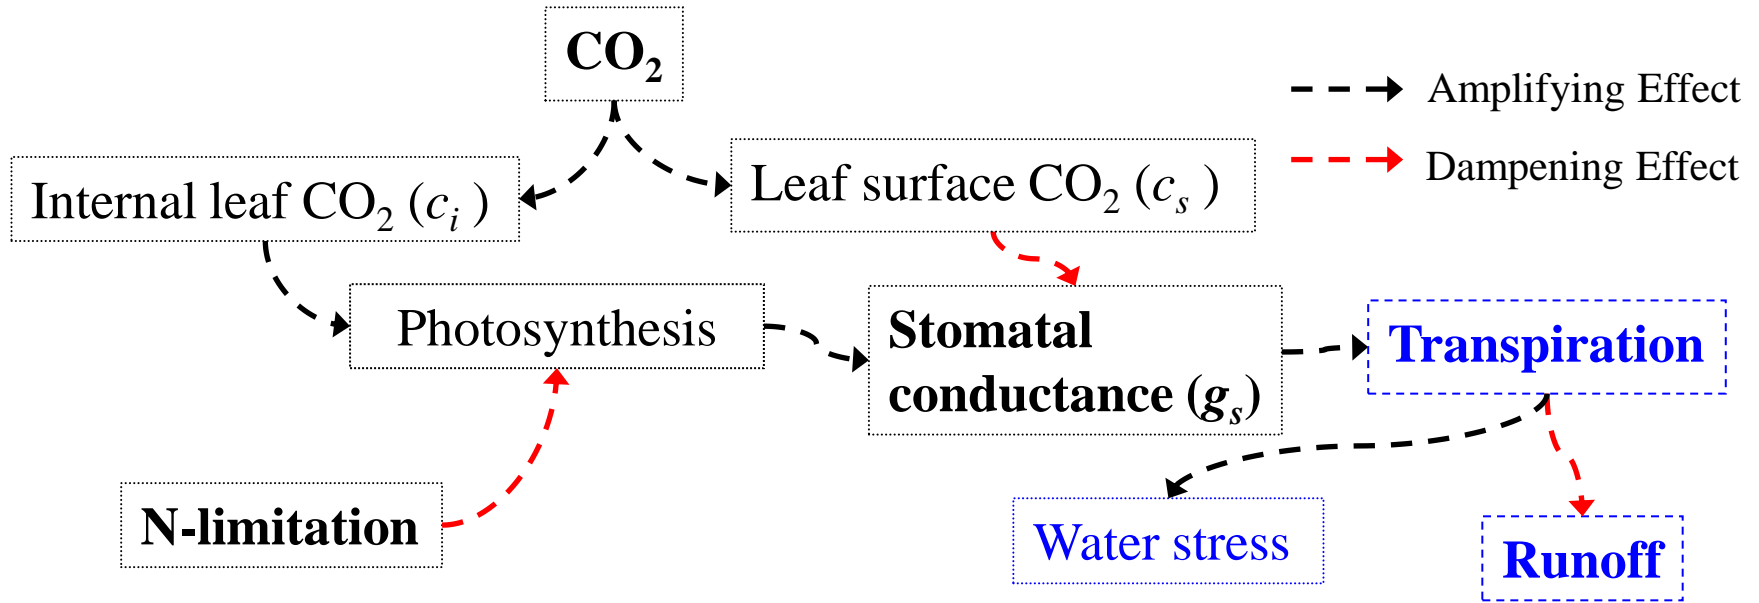 CO₂
Amplifying Effect
Dampening Effect
Internal leaf CO₂ (cᵢ )
Leaf surface CO₂ (cₛ )
Photosynthesis
Stomatal
conductance (gₛ)
Transpiration
N-limitation
Water stress
Runoff